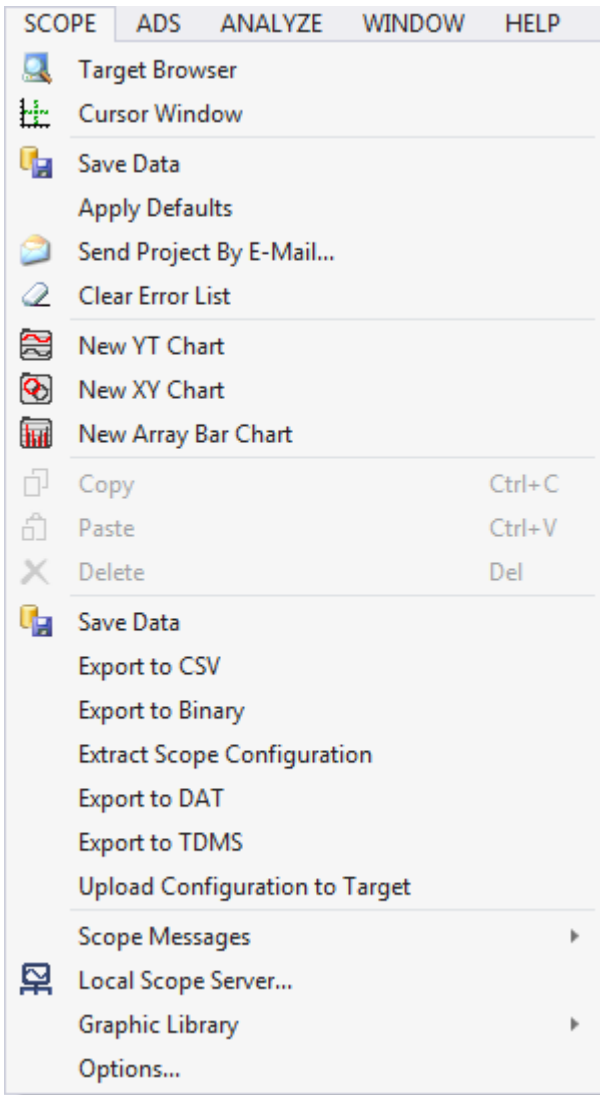 SCOPE ADS ANALYZE WINDOW HELP
Target Browser
Cursor Window
Save Data
Apply Defaults
Send Project By E-Mail...
Clear Error List
New YT Chart
New XY Chart
New Array Bar Chart
Copy Ctrl+C
Paste Ctrl+V
Delete Del
Save Data
Export to CSV
Export to Binary
Extract Scope Configuration
Export to DAT
Export to TDMS
Upload Configuration to Target
Scope Messages
Local Scope Server...
Graphic Library
Options...